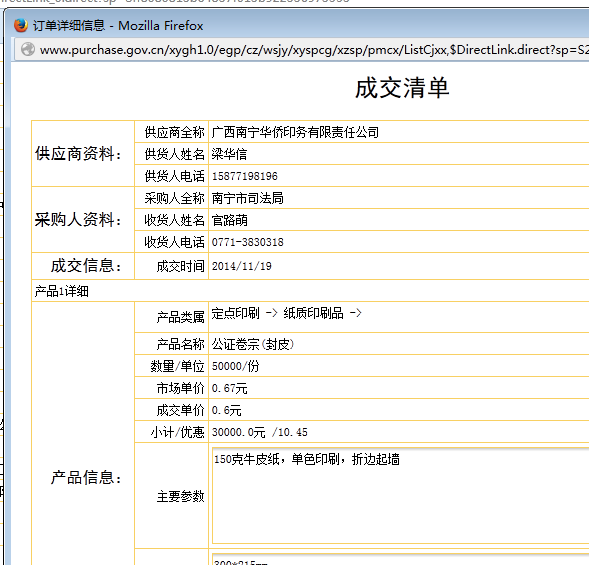 订单详细信息 - Mozilla Firefox
www.purchase.gov.cn/xygh1.0/egp/cz/wsjy/xyspcg/xzsp/pmcx/ListCjxx,$DirectLink.direct?sp=S2
成交清单
供应商资料：
供应商全称 广西南宁华侨印务有限责任公司
供货人姓名 梁华信
供货人电话 15877198196
采购人资料：
采购人全称 南宁市司法局
收货人姓名 官路萌
收货人电话 0771-3830318
成交信息：
成交时间 2014/11/19
产品1详细
产品信息：
产品类属 定点印刷 -> 纸质印刷品 ->
产品名称 公证卷宗(封皮)
数量/单位 50000/份
市场单价 0.67元
成交单价 0.6元
小计/优惠 30000.0元 /10.45
主要参数 150克牛皮纸，单色印刷，折边起墙